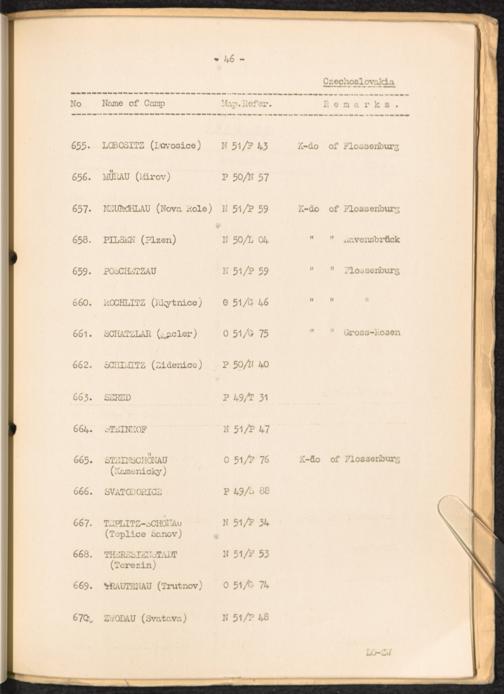 - 46 -
Czechoslovakia
No Name of Camp Map.Refer. Remarks.
655. LOBOSITZ (Lovosice) N 51/F 43 K-do of Flossenburg
656. MÜRAU (Mirov) P 50/N 57
657. NEUROHLAU (Nova Role) N 51/P 59 K-do of Flossenburg
658. PILSEN (Plzen) N 50/L 04 " " Ravensbrück
659. POSCHETZAU N 51/P 59 " " Flossenburg
660. ROCHLITZ (Rkytnice) O 51/G 46 " " "
661. SCHATZLAR (Zacler) O 51/G 75 " " Gross-Rosen
662. SCHIMITZ (Zidenice) P 50/N 40
663. SERED P 49/T 31
664. STEINHOF N 51/P 47
665. STEINSCHÖNAU O 51/F 76 K-do of Flossenburg
(Kamenicky)
666. SVATOBORICE P 49/S 88
667. TEPLITZ-SCHÖNAU N 51/F 34
(Teplice Sanov)
668. THERESIENSTADT N 51/F 53
(Terezin)
669. TRAUTENAU (Trutnov) O 51/G 74
670. ZWODAU (Svatava) N 51/P 48